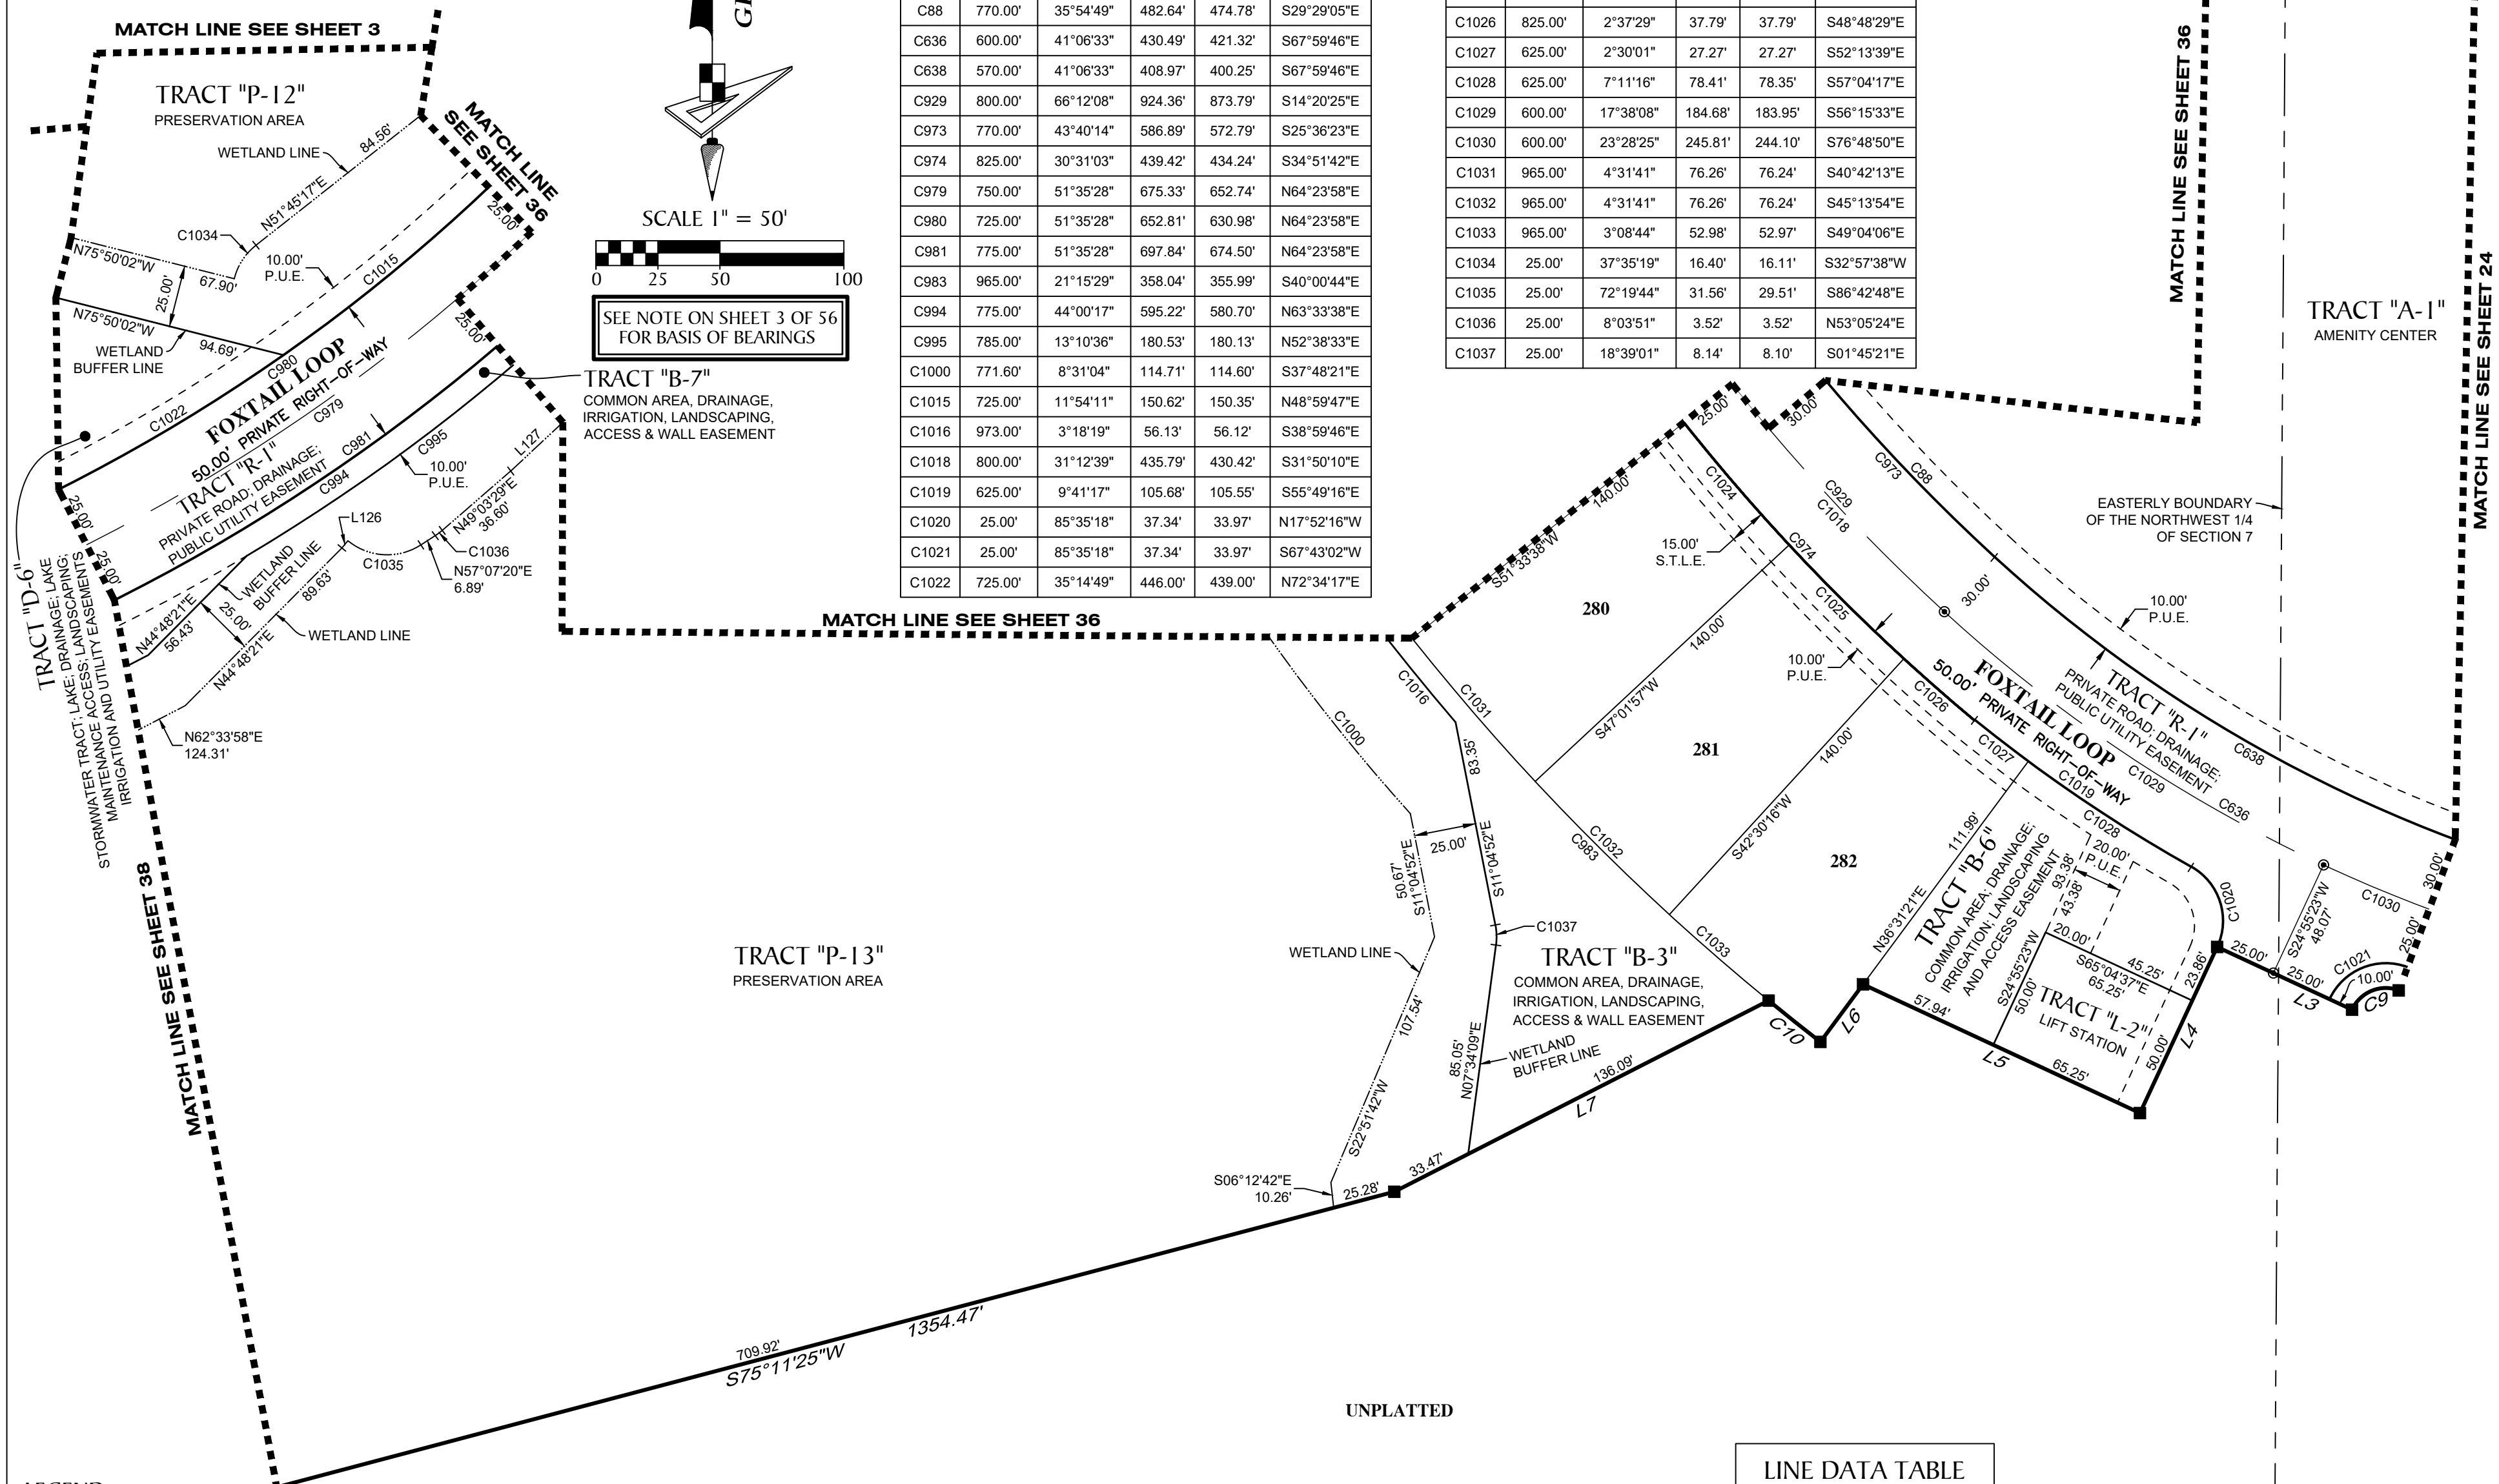 MATCH LINE SEE SHEET 3
TRACT "P-12"
PRESERVATION AREA
WETLAND LINE
84.56'
N51°45'17"E
C1034
N75°50'02"W
67.90'
25.00'
10.00'
P.U.E.
C1015
N75°50'02"W
94.69'
WETLAND
BUFFER LINE
MATCH LINE
SEE SHEET 36
25.00'
25.00'
C980
C1022
FOXTAIL LOOP
50.00' PRIVATE RIGHT-OF-WAY
C979
TRACT "R-1"
PRIVATE ROAD; DRAINAGE;
PUBLIC UTILITY EASEMENT
C981
C994
C995
10.00'
P.U.E.
25.00'
25.00'
TRACT "D-6"
STORMWATER TRACT; LAKE; DRAINAGE; LAKE
MAINTENANCE ACCESS; LANDSCAPING;
IRRIGATION AND UTILITY EASEMENTS
L126
L127
N49°03'29"E
36.60'
C1036
C1035
N57°07'20"E
6.89'
WETLAND
BUFFER LINE
89.63'
N44°48'21"E
56.43'
25.00'
N44°48'21"E
WETLAND LINE
N62°33'58"E
124.31'
MATCH LINE SEE SHEET 38
SCALE 1" = 50'
0 25 50 100
SEE NOTE ON SHEET 3 OF 56
FOR BASIS OF BEARINGS
TRACT "B-7"
COMMON AREA, DRAINAGE,
IRRIGATION, LANDSCAPING,
ACCESS & WALL EASEMENT
C88 770.00' 35°54'49" 482.64' 474.78' S29°29'05"E
C636 600.00' 41°06'33" 430.49' 421.32' S67°59'46"E
C638 570.00' 41°06'33" 408.97' 400.25' S67°59'46"E
C929 800.00' 66°12'08" 924.36' 873.79' S14°20'25"E
C973 770.00' 43°40'14" 586.89' 572.79' S25°36'23"E
C974 825.00' 30°31'03" 439.42' 434.24' S34°51'42"E
C979 750.00' 51°35'28" 675.33' 652.74' N64°23'58"E
C980 725.00' 51°35'28" 652.81' 630.98' N64°23'58"E
C981 775.00' 51°35'28" 697.84' 674.50' N64°23'58"E
C983 965.00' 21°15'29" 358.04' 355.99' S40°00'44"E
C994 775.00' 44°00'17" 595.22' 580.70' N63°33'38"E
C995 785.00' 13°10'36" 180.53' 180.13' N52°38'33"E
C1000 771.60' 8°31'04" 114.71' 114.60' S37°48'21"E
C1015 725.00' 11°54'11" 150.62' 150.35' N48°59'47"E
C1016 973.00' 3°18'19" 56.13' 56.12' S38°59'46"E
C1018 800.00' 31°12'39" 435.79' 430.42' S31°50'10"E
C1019 625.00' 9°41'17" 105.68' 105.55' S55°49'16"E
C1020 25.00' 85°35'18" 37.34' 33.97' N17°52'16"W
C1021 25.00' 85°35'18" 37.34' 33.97' S67°43'02"W
C1022 725.00' 35°14'49" 446.00' 439.00' N72°34'17"E
C1026 825.00' 2°37'29" 37.79' 37.79' S48°48'29"E
C1027 625.00' 2°30'01" 27.27' 27.27' S52°13'39"E
C1028 625.00' 7°11'16" 78.41' 78.35' S57°04'17"E
C1029 600.00' 17°38'08" 184.68' 183.95' S56°15'33"E
C1030 600.00' 23°28'25" 245.81' 244.10' S76°48'50"E
C1031 965.00' 4°31'41" 76.26' 76.24' S40°42'13"E
C1032 965.00' 4°31'41" 76.26' 76.24' S45°13'54"E
C1033 965.00' 3°08'44" 52.98' 52.97' S49°04'06"E
C1034 25.00' 37°35'19" 16.40' 16.11' S32°57'38"W
C1035 25.00' 72°19'44" 31.56' 29.51' S86°42'48"E
C1036 25.00' 8°03'51" 3.52' 3.52' N53°05'24"E
C1037 25.00' 18°39'01" 8.14' 8.10' S01°45'21"E
MATCH LINE SEE SHEET 36
MATCH LINE SEE SHEET 24
TRACT "A-1"
AMENITY CENTER
EASTERLY BOUNDARY
OF THE NORTHWEST 1/4
OF SECTION 7
MATCH LINE SEE SHEET 36
25.00'
30.00'
140.00'
S51°33'38"W
C1024
C973
C88
C929
C1018
15.00'
S.T.L.E.
C974
280
140.00'
S47°01'57"W
C1025
30.00'
10.00'
P.U.E.
10.00'
P.U.E.
281
140.00'
S42°30'16"W
C1026
FOXTAIL LOOP
50.00' PRIVATE RIGHT-OF-WAY
TRACT "R-1"
PRIVATE ROAD; DRAINAGE;
PUBLIC UTILITY EASEMENT
C638
C1027
C1019
C1029
C636
C1028
282
111.99'
N36°31'21"E
TRACT "B-6"
COMMON AREA; DRAINAGE;
IRRIGATION; LANDSCAPING
AND ACCESS EASEMENT
20.00'
P.U.E.
93.38'
43.38'
20.00'
S24°55'23"W
50.00'
45.25'
S65°04'37"E
65.25'
23.86'
C1020
TRACT "L-2"
LIFT STATION
50.00'
L4
57.94'
L5
65.25'
25.00'
25.00'
L3
S24°55'23"W
48.07'
C1030
30.00'
25.00'
C1021
10.00'
C9
C1016
C1031
C1000
83.35'
S11°04'52"E
25.00'
50.67'
S11°04'52"E
C1032
C983
C1037
C1033
WETLAND LINE
TRACT "B-3"
COMMON AREA, DRAINAGE,
IRRIGATION, LANDSCAPING,
ACCESS & WALL EASEMENT
C10
L6
107.54'
S22°51'42"W
85.05'
N07°34'09"E
WETLAND
BUFFER LINE
136.09'
L7
33.47'
S06°12'42"E
10.26'
25.28'
TRACT "P-13"
PRESERVATION AREA
709.92'
1354.47'
S75°11'25"W
UNPLATTED
LINE DATA TABLE